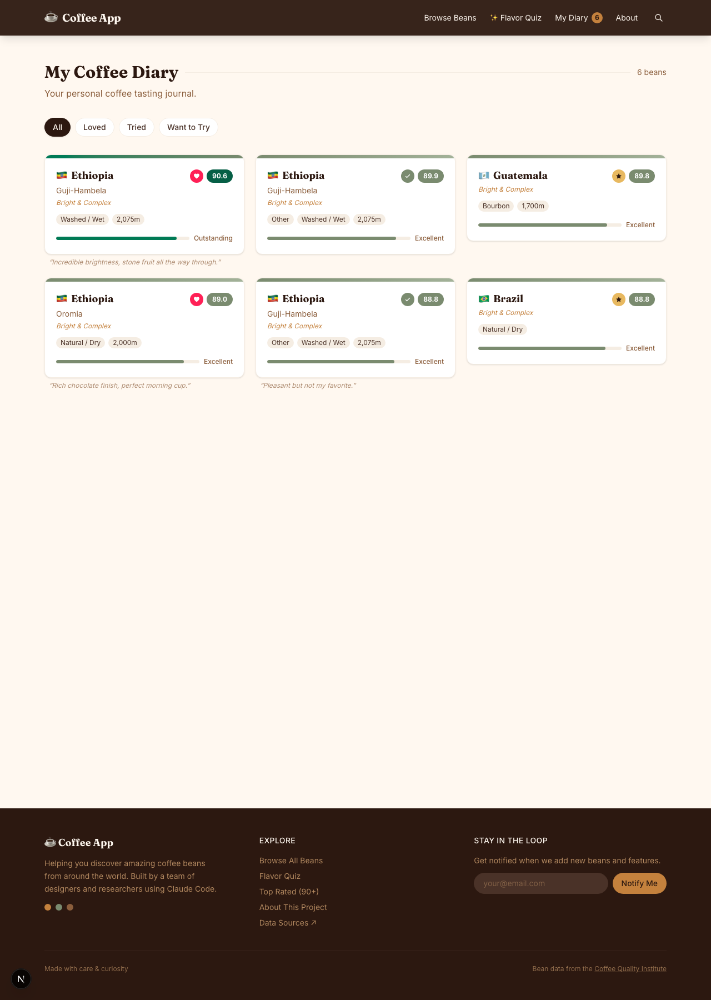 Coffee App
Browse Beans
Flavor Quiz
My Diary 6
About
My Coffee Diary
6 beans
Your personal coffee tasting journal.
All
Loved
Tried
Want to Try
Ethiopia
90.6
Guji-Hambela
Bright & Complex
Washed / Wet
2,075m
Outstanding
“Incredible brightness, stone fruit all the way through.”
Ethiopia
89.9
Guji-Hambela
Bright & Complex
Other
Washed / Wet
2,075m
Excellent
Guatemala
89.8
Bright & Complex
Bourbon
1,700m
Excellent
Ethiopia
89.0
Oromia
Bright & Complex
Natural / Dry
2,000m
Excellent
“Rich chocolate finish, perfect morning cup.”
Ethiopia
88.8
Guji-Hambela
Bright & Complex
Other
Washed / Wet
2,075m
Excellent
“Pleasant but not my favorite.”
Brazil
88.8
Bright & Complex
Natural / Dry
Excellent
Coffee App
Helping you discover amazing coffee beans
from around the world. Built by a team of
designers and researchers using Claude Code.
EXPLORE
Browse All Beans
Flavor Quiz
Top Rated (90+)
About This Project
Data Sources ↗
STAY IN THE LOOP
Get notified when we add new beans and features.
your@email.com
Notify Me
Made with care & curiosity
Bean data from the Coffee Quality Institute
N